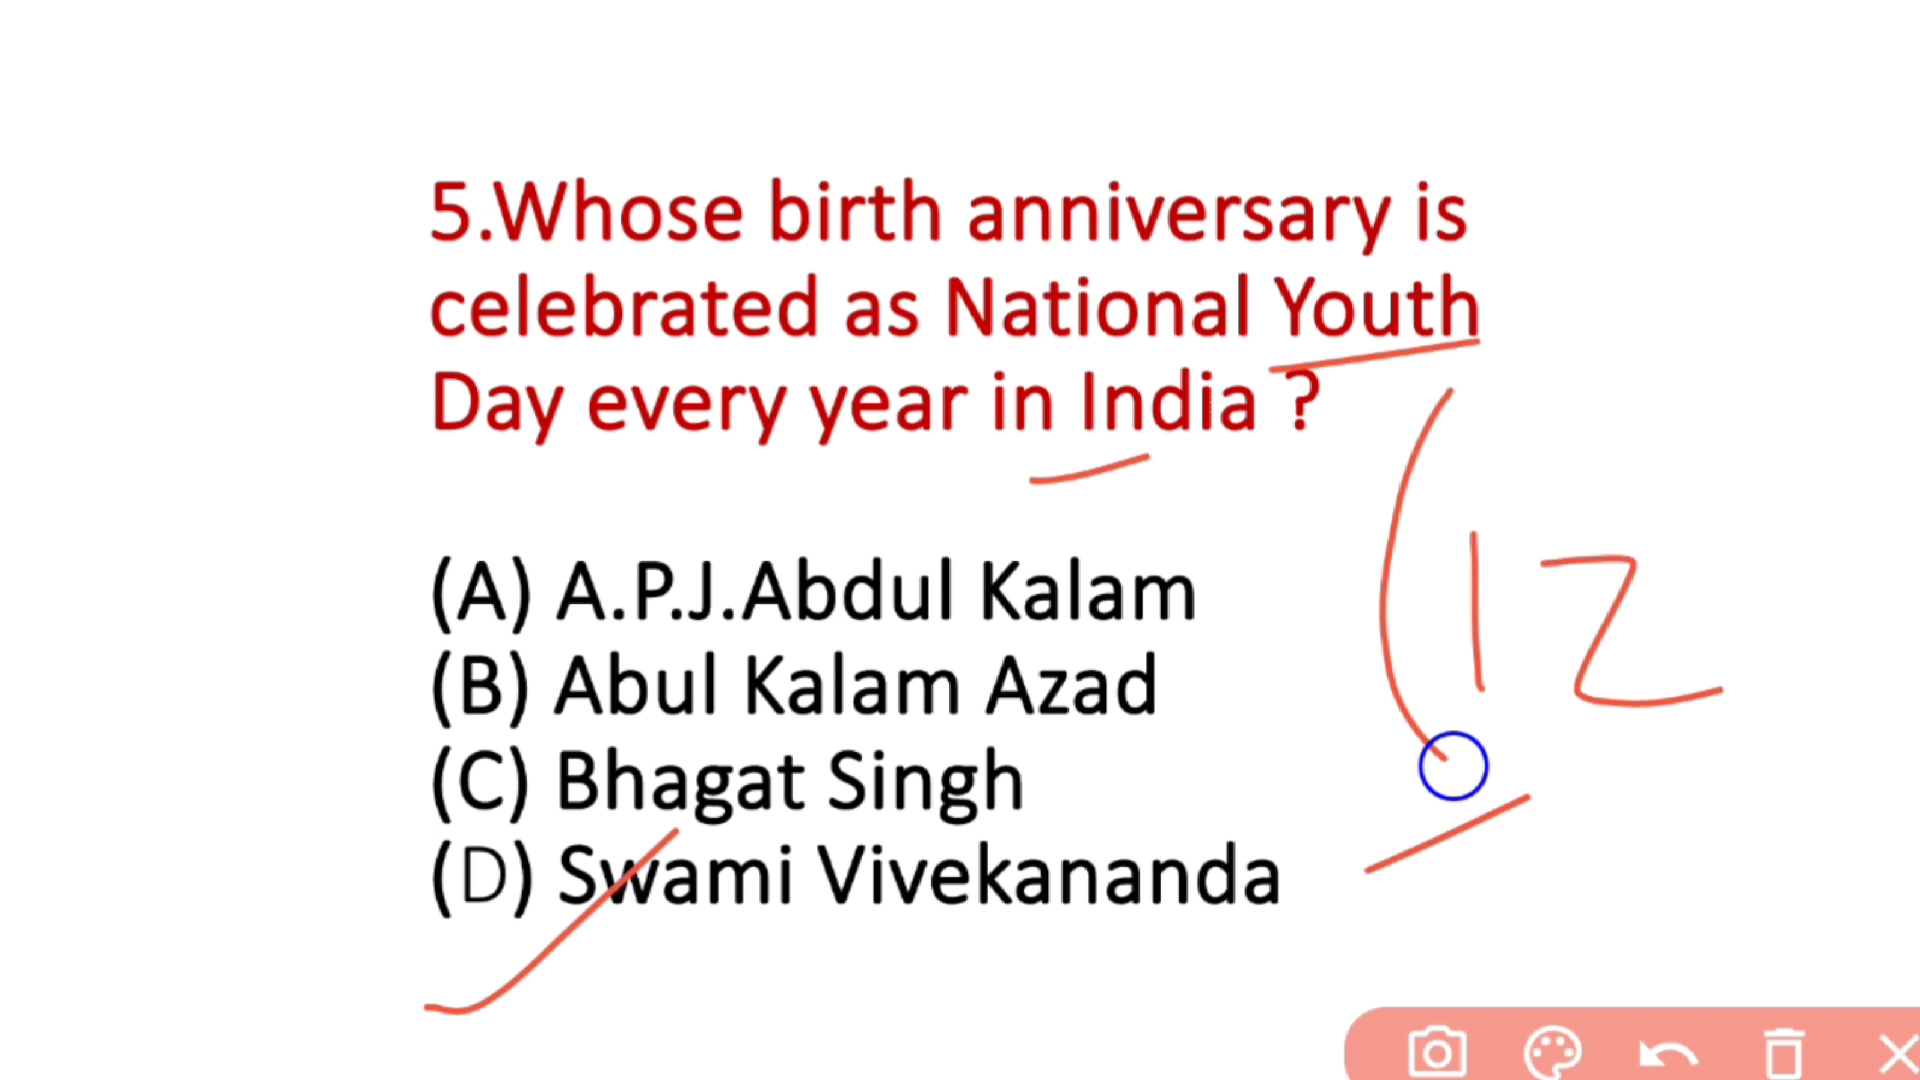 5.Whose birth anniversary is
celebrated as National Youth
Day every year in India ?
(12
(A) A.P.J.Abdul Kalam
(B) Abul Kalam Azad
(C) Bhagat Singh
(D) Swami Vivekananda